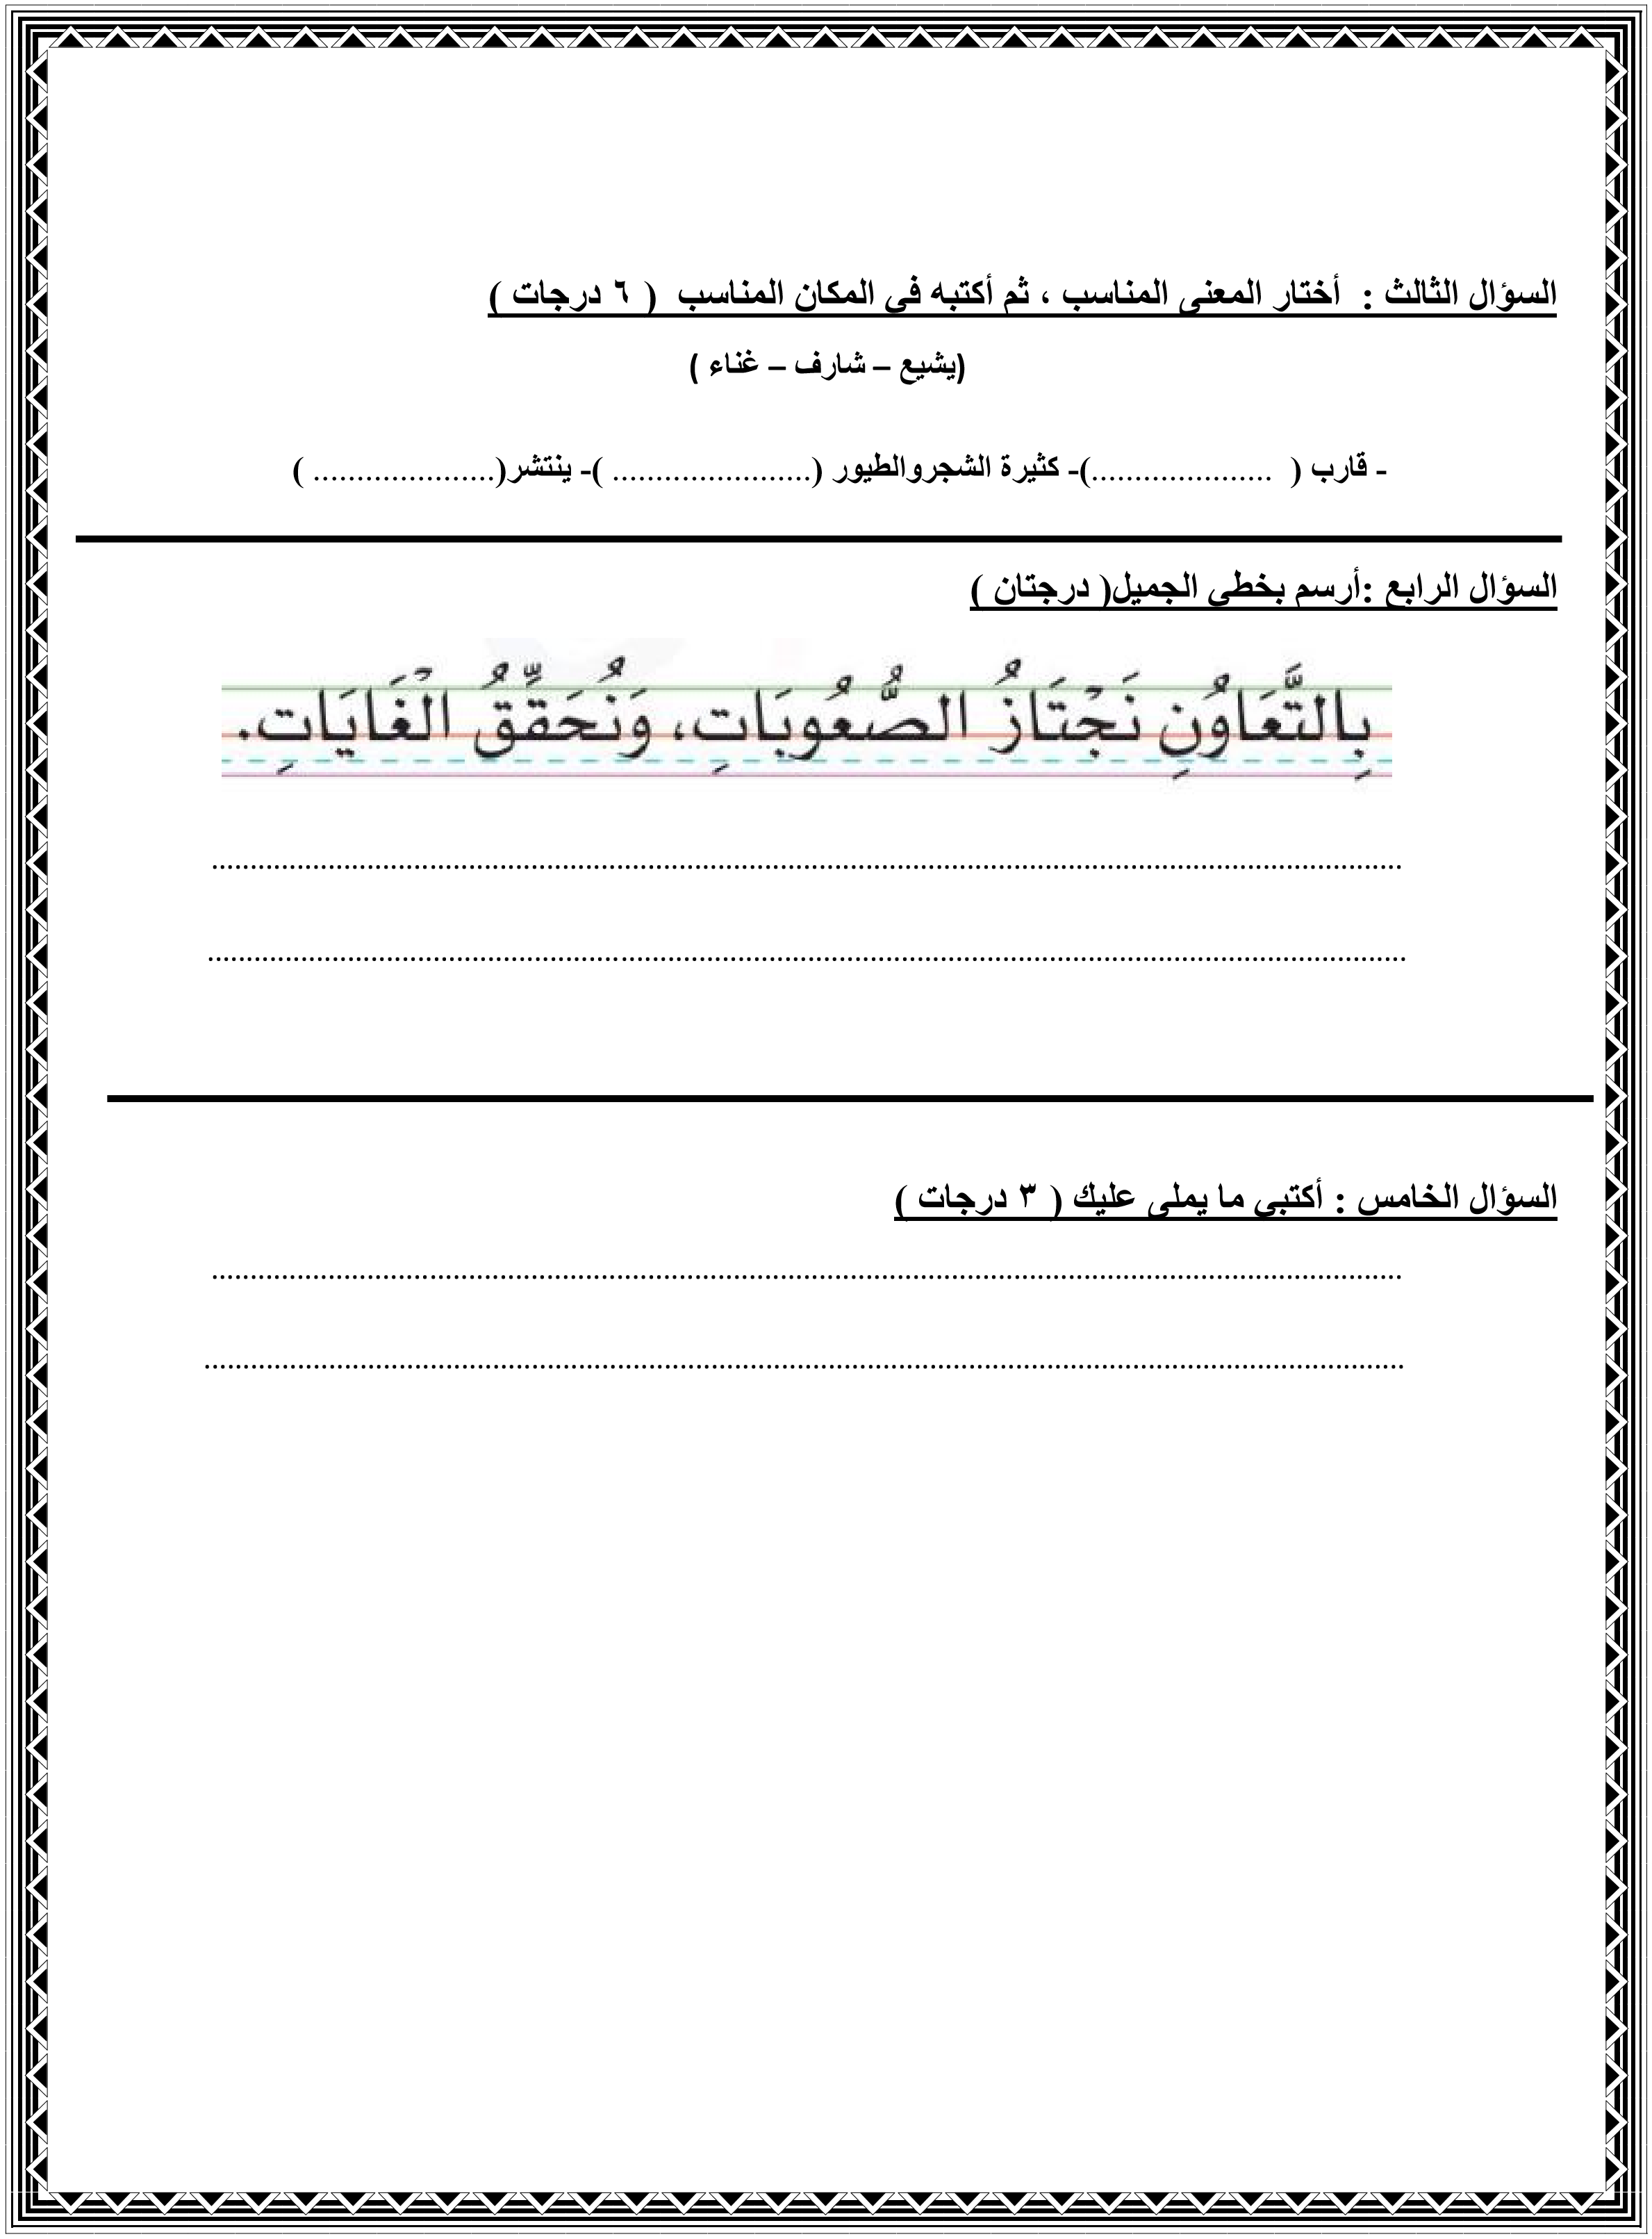 السؤال الثالث : أختار المعنى المناسب ، ثم أكتبه في المكان المناسب ( ٦ درجات )
(يشيع – شارف – غناء )
- قارب ( .....................)- كثيرة الشجروالطيور (....................... )- ينتشر(..................... )
السؤال الرابع :أرسم بخطي الجميل( درجتان )
بِالتَّعَاوُنِ نَجْتَازُ الصُّعُوبَاتِ، وَنُحَقِّقُ الْغَايَاتِ.
السؤال الخامس : أكتبي ما يملى عليك ( ٣ درجات )